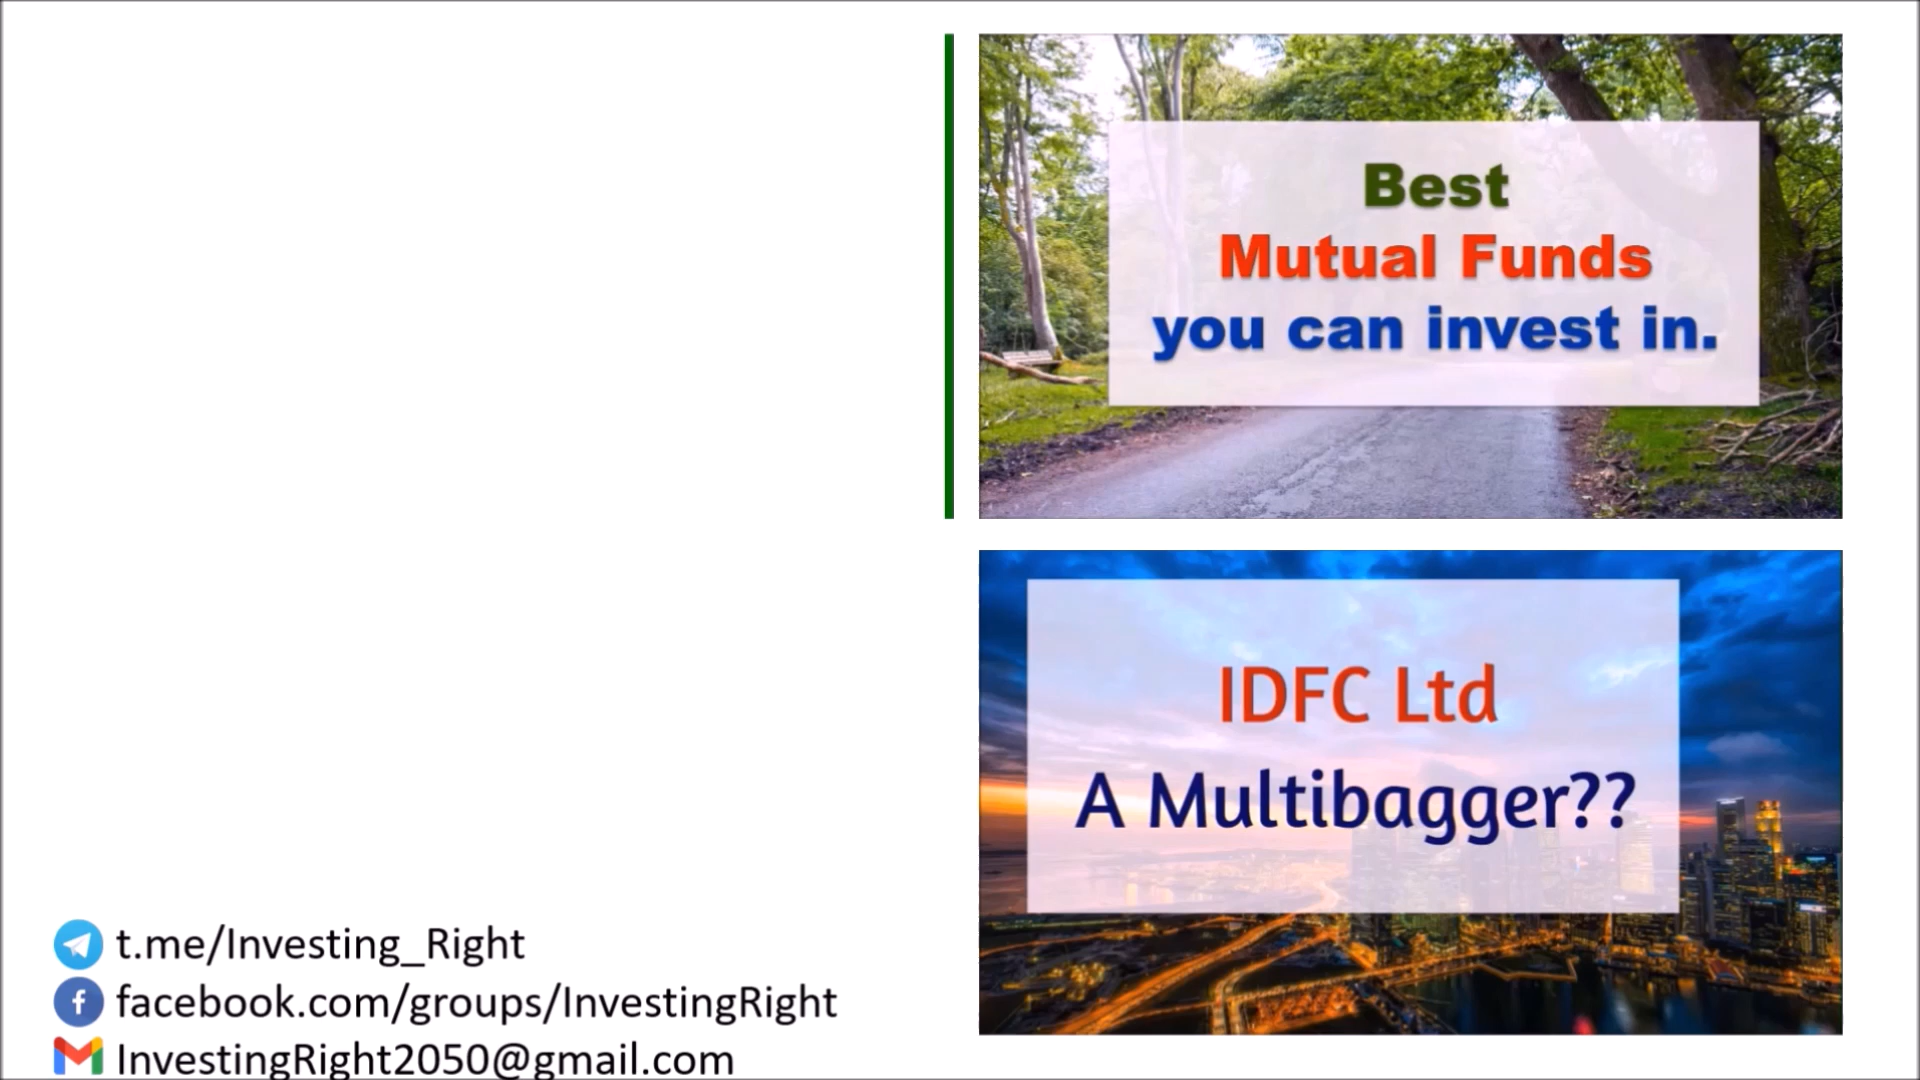 Best
Mutual Funds
you can invest in.
IDFC Ltd
A Multibagger??
t.me/Investing_Right
facebook.com/groups/InvestingRight
InvestingRight2050@gmail.com